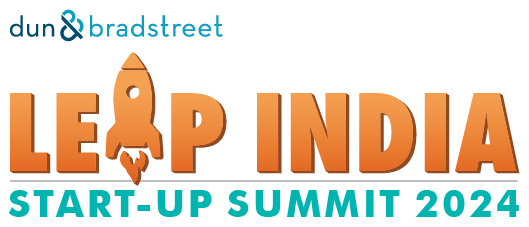 dun & bradstreet
LEAP INDIA
START-UP SUMMIT 2024